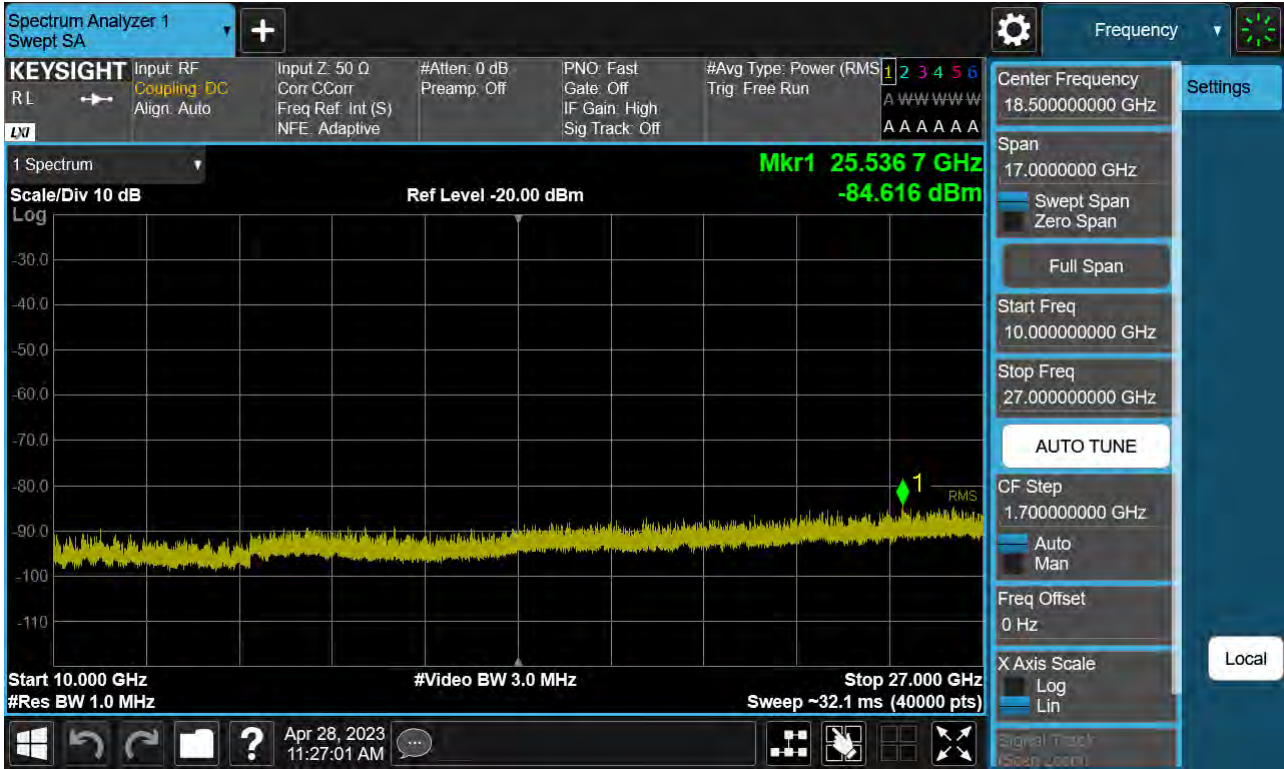 Spectrum Analyzer 1
Swept SA
Frequency
KEYSIGHT
RL
LXI
Input: RF
Coupling: DC
Align: Auto
Input Z: 50 Ω
Corr CCorr
Freq Ref: Int (S)
NFE: Adaptive
#Atten: 0 dB
Preamp: Off
PNO: Fast
Gate: Off
IF Gain: High
Sig Track: Off
#Avg Type: Power (RMS
Trig: Free Run
1 2 3 4 5 6
A W W W W W
A A A A A A
1 Spectrum
Mkr1 25.536 7 GHz
Scale/Div 10 dB
Ref Level -20.00 dBm
-84.616 dBm
Log
-30.0
-40.0
-50.0
-60.0
-70.0
-80.0
-90.0
-100
-110
1
RMS
Start 10.000 GHz
#Video BW 3.0 MHz
Stop 27.000 GHz
#Res BW 1.0 MHz
Sweep ~32.1 ms (40000 pts)
Center Frequency
18.500000000 GHz
Settings
Span
17.0000000 GHz
Swept Span
Zero Span
Full Span
Start Freq
10.000000000 GHz
Stop Freq
27.000000000 GHz
AUTO TUNE
CF Step
1.700000000 GHz
Auto
Man
Freq Offset
0 Hz
X Axis Scale
Log
Lin
Signal Track
(Span Zoom)
Local
?
Apr 28, 2023
11:27:01 AM